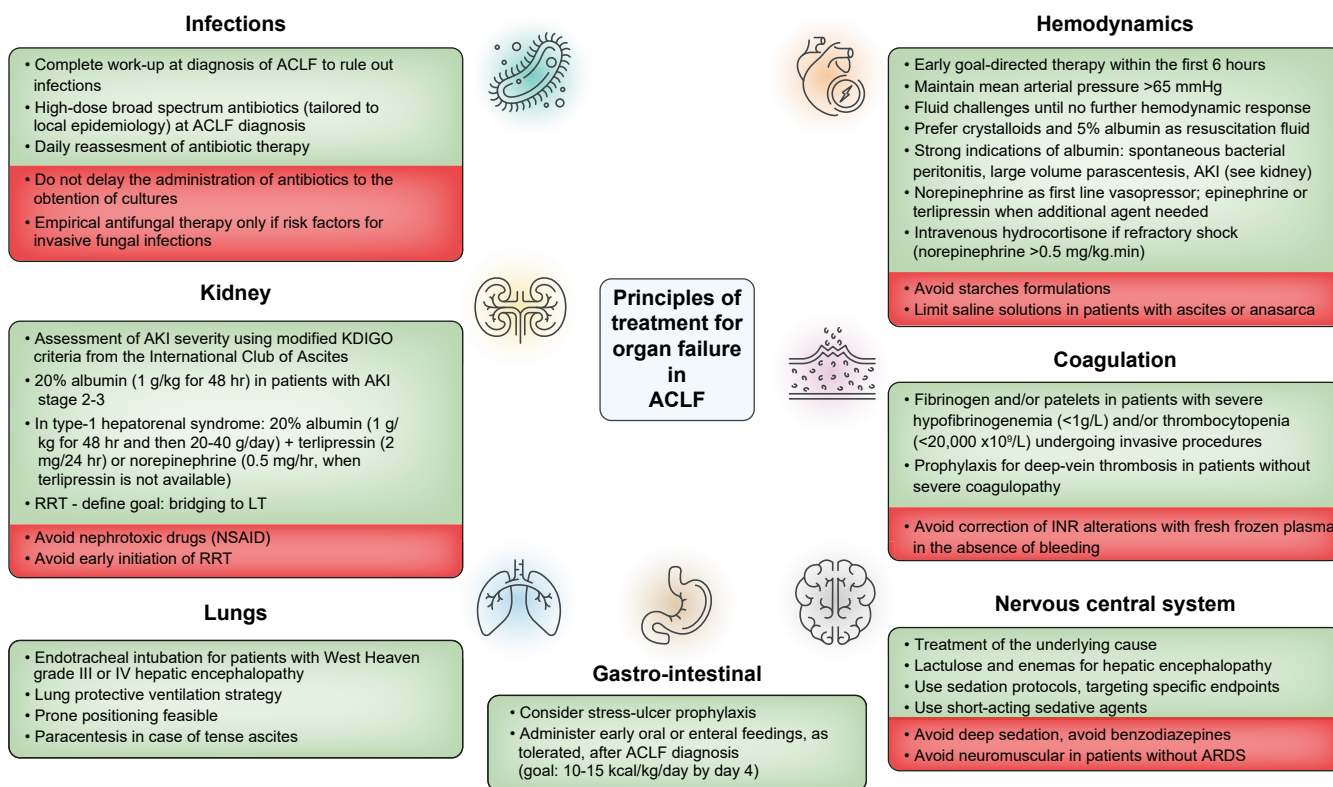 Infections
• Complete work-up at diagnosis of ACLF to rule out
infections
• High-dose broad spectrum antibiotics (tailored to
local epidemiology) at ACLF diagnosis
• Daily reassesment of antibiotic therapy
• Do not delay the administration of antibiotics to the
obtention of cultures
• Empirical antifungal therapy only if risk factors for
invasive fungal infections
Kidney
• Assessment of AKI severity using modified KDIGO
criteria from the International Club of Ascites
• 20% albumin (1 g/kg for 48 hr) in patients with AKI
stage 2-3
• In type-1 hepatorenal syndrome: 20% albumin (1 g/
kg for 48 hr and then 20-40 g/day) + terlipressin (2
mg/24 hr) or norepinephrine (0.5 mg/hr, when
terlipressin is not available)
• RRT - define goal: bridging to LT
• Avoid nephrotoxic drugs (NSAID)
• Avoid early initiation of RRT
Lungs
• Endotracheal intubation for patients with West Heaven
grade III or IV hepatic encephalopathy
• Lung protective ventilation strategy
• Prone positioning feasible
• Paracentesis in case of tense ascites
Principles of
treatment for
organ failure
in
ACLF
Gastro-intestinal
• Consider stress-ulcer prophylaxis
• Administer early oral or enteral feedings, as
tolerated, after ACLF diagnosis
(goal: 10-15 kcal/kg/day by day 4)
Hemodynamics
• Early goal-directed therapy within the first 6 hours
• Maintain mean arterial pressure >65 mmHg
• Fluid challenges until no further hemodynamic response
• Prefer crystalloids and 5% albumin as resuscitation fluid
• Strong indications of albumin: spontaneous bacterial
peritonitis, large volume parascentesis, AKI (see kidney)
• Norepinephrine as first line vasopressor; epinephrine or
terlipressin when additional agent needed
• Intravenous hydrocortisone if refractory shock
(norepinephrine >0.5 mg/kg.min)
• Avoid starches formulations
• Limit saline solutions in patients with ascites or anasarca
Coagulation
• Fibrinogen and/or patelets in patients with severe
hypofibrinogenemia (<1g/L) and/or thrombocytopenia
(<20,000 x10⁹/L) undergoing invasive procedures
• Prophylaxis for deep-vein thrombosis in patients without
severe coagulopathy
• Avoid correction of INR alterations with fresh frozen plasma
in the absence of bleeding
Nervous central system
• Treatment of the underlying cause
• Lactulose and enemas for hepatic encephalopathy
• Use sedation protocols, targeting specific endpoints
• Use short-acting sedative agents
• Avoid deep sedation, avoid benzodiazepines
• Avoid neuromuscular in patients without ARDS